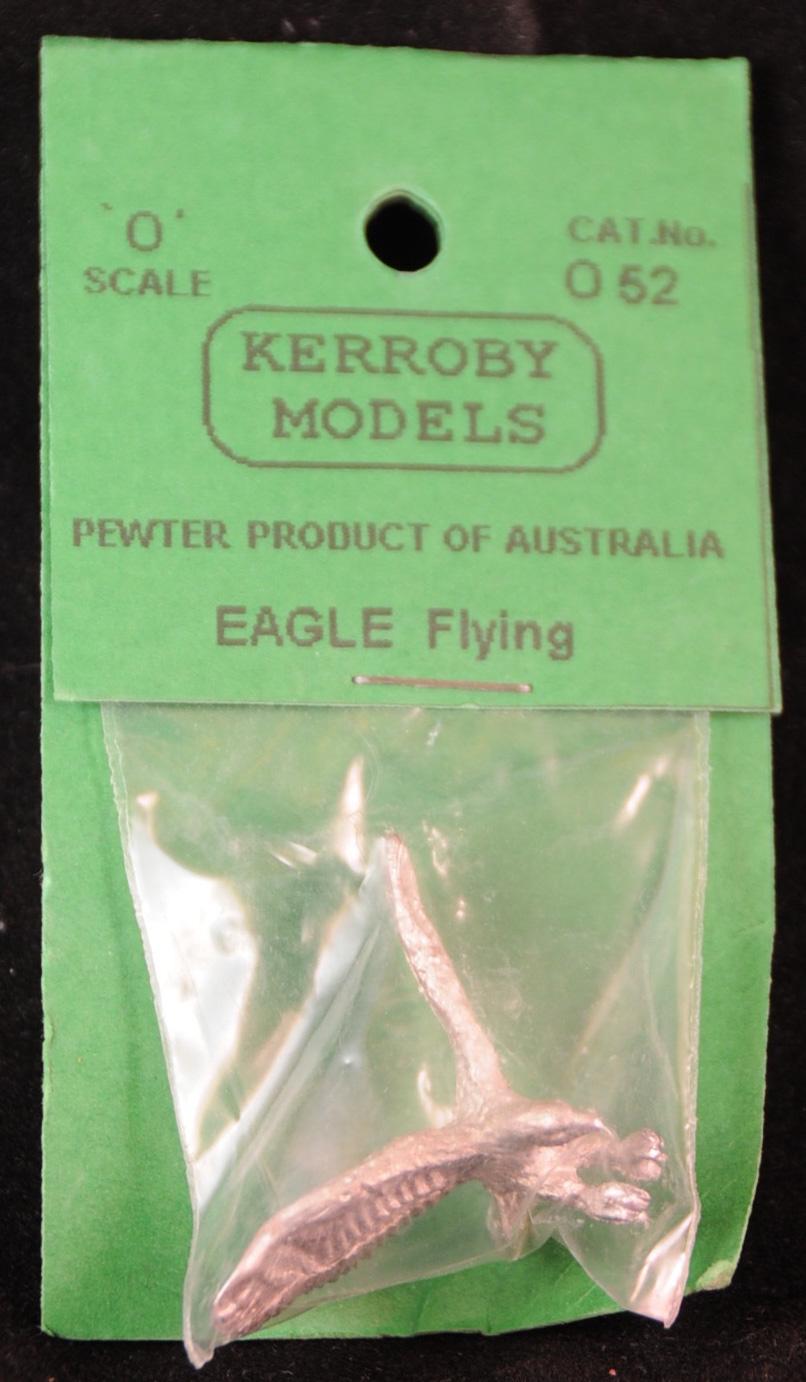 'O'
SCALE
CAT.No.
O 52
KERROBY
MODELS
PEWTER PRODUCT OF AUSTRALIA
EAGLE Flying